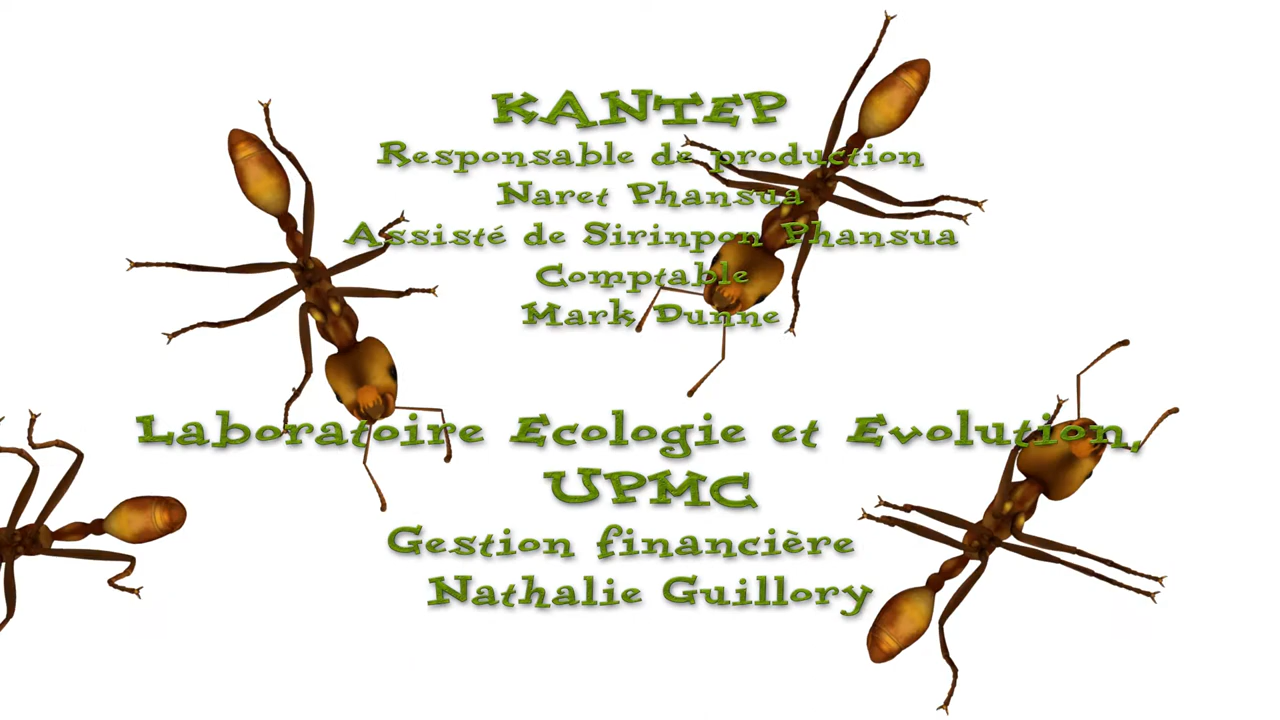 KANTEP
Responsable de production
Naret Phansua
Assisté de Sirinpon Phansua
Comptable
Mark Dunne
Laboratoire Ecologie et Evolution,
UPMC
Gestion financière
Nathalie Guillory